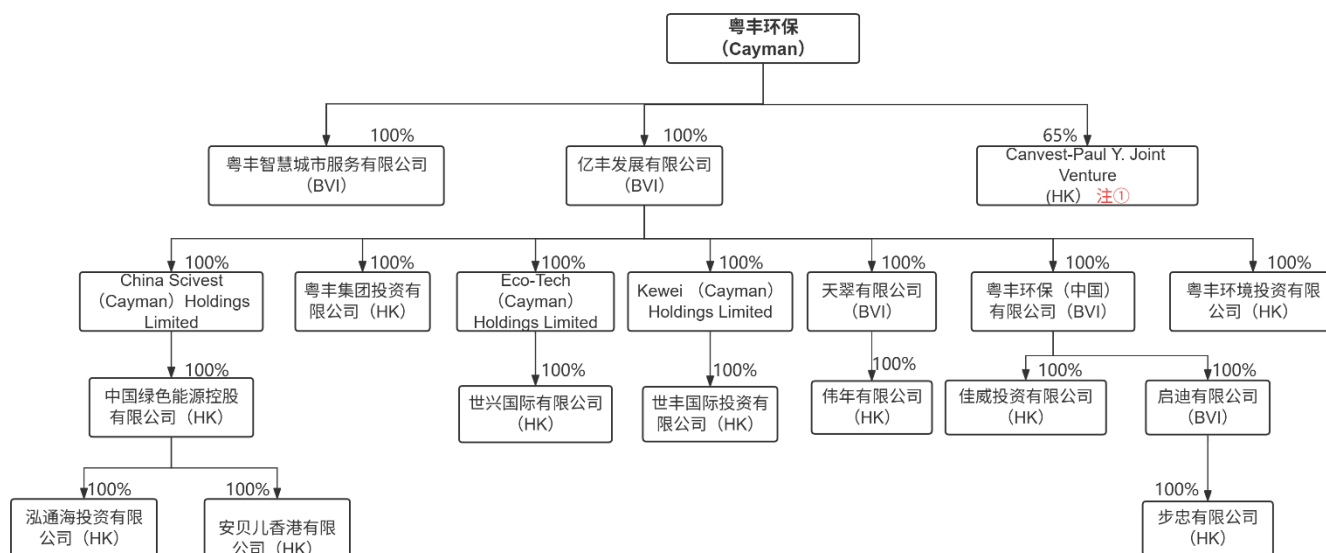 粤丰环保
（Cayman）
100%
100%
65%
粤丰智慧城市服务有限公司
（BVI）
亿丰发展有限公司
（BVI）
Canvest-Paul Y. Joint
Venture
(HK） 注①
100%
100%
100%
100%
100%
100%
100%
China Scivest
（Cayman）Holdings
Limited
粤丰集团投资有
限公司（HK）
Eco-Tech
（Cayman）
Holdings Limited
Kewei （Cayman）
Holdings Limited
天翠有限公司
（BVI）
粤丰环保（中国）
有限公司（BVI）
粤丰环境投资有限
公司（HK）
100%
100%
100%
100%
100%
100%
中国绿色能源控股
有限公司（HK）
世兴国际有限公司
（HK）
世丰国际投资有
限公司（HK）
伟年有限公司
（HK）
佳威投资有限公司
（HK）
启迪有限公司
（BVI）
100%
100%
100%
泓通海投资有限
公司（HK）
安贝儿香港有限
公司（HK）
步忠有限公司
（HK）